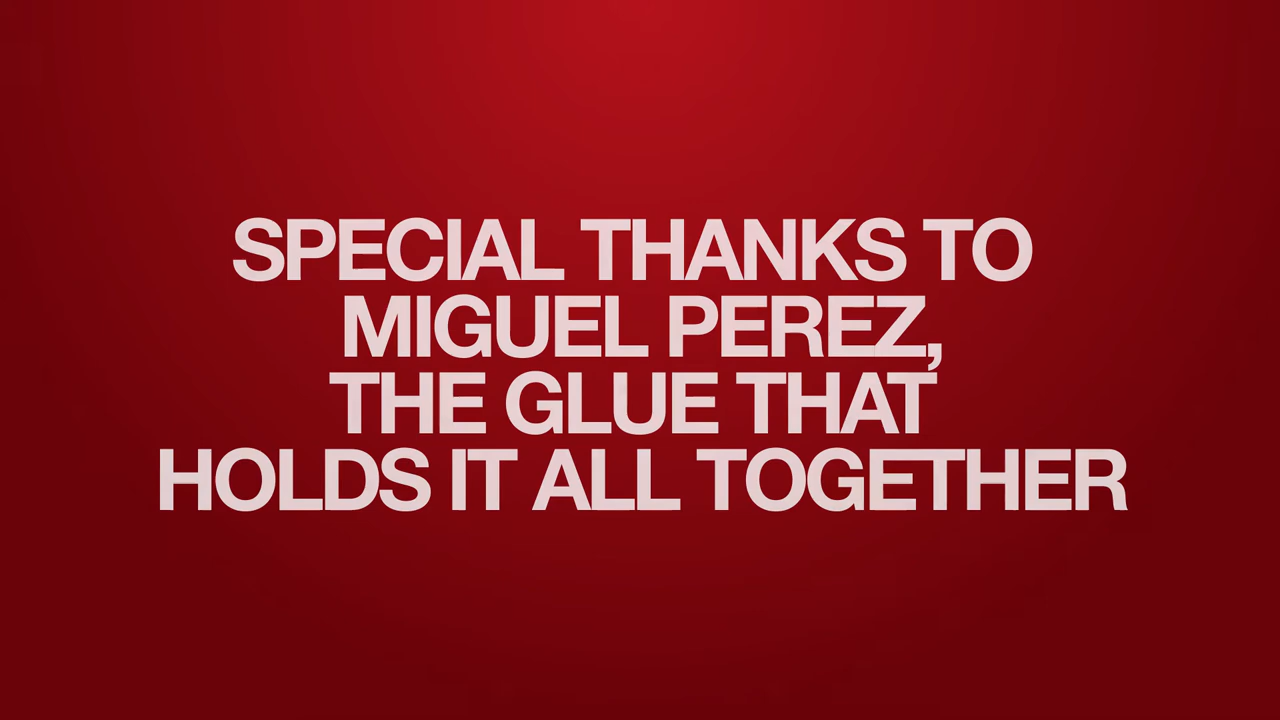 SPECIAL THANKS TO
MIGUEL PEREZ,
THE GLUE THAT
HOLDS IT ALL TOGETHER